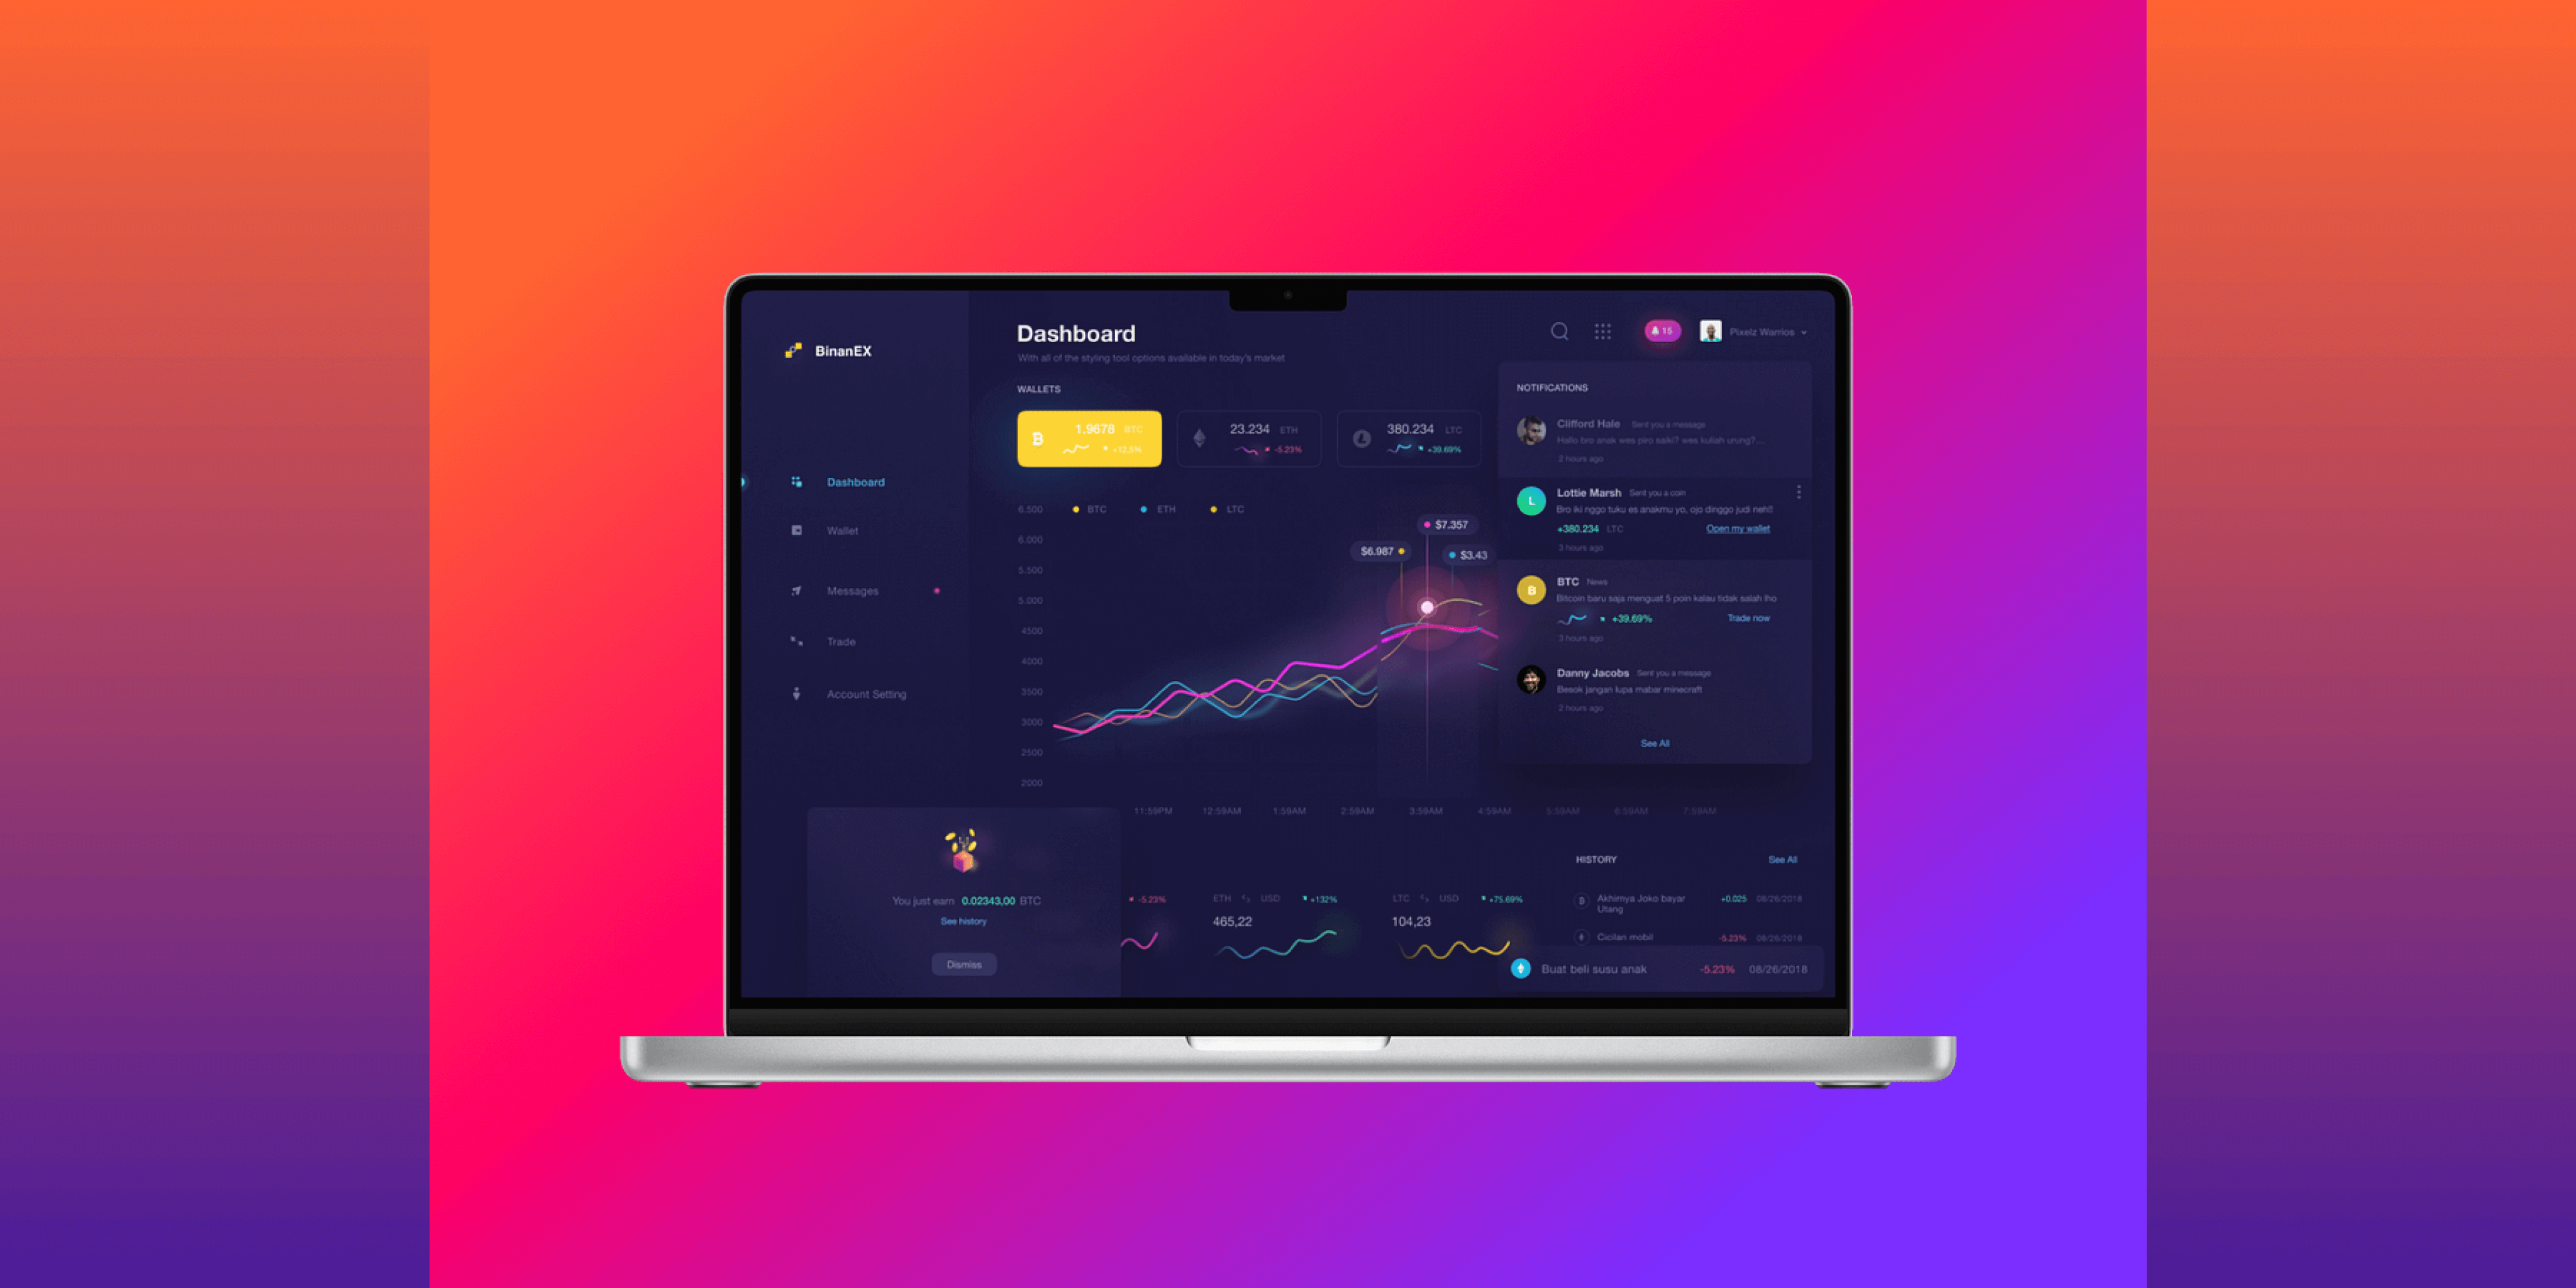 BinanEX
Dashboard
Wallet
Messages
Trade
Account Setting
Dashboard
With all of the styling tool options available in today's market
WALLETS
1.9678 BTC
+12,5%
23.234 ETH
-5.23%
380.234 LTC
+39.69%
15
Pixelz Warrios
6.500
BTC
ETH
LTC
6.000
5.500
5.000
4500
4000
3500
3000
2500
2000
$7.357
$6.987
$3.43
11:59PM
12:59AM
1:59AM
2:59AM
3:59AM
4:59AM
5:59AM
6:59AM
7:59AM
NOTIFICATIONS
Clifford Hale Sent you a message
Hallo bro anak wes piro saiki? wes kuliah urung?...
2 hours ago
L
Lottie Marsh Sent you a coin
Bro iki nggo tuku es anakmu yo, ojo dinggo judi neh!!
+380.234 LTC
Open my wallet
3 hours ago
B
BTC News
Bitcoin baru saja menguat 5 poin kalau tidak salah lho
+39.69%
Trade now
3 hours ago
Danny Jacobs Sent you a message
Besok jangan lupa mabar minecraft
2 hours ago
See All
You just earn 0.02343,00 BTC
See history
Dismiss
-5.23%
ETH USD +132%
465,22
LTC USD +75.69%
104,23
HISTORY
See All
Akhirnya Joko bayar
Utang
+0.025 08/26/2018
Cicilan mobil
-5.23% 08/26/2018
Buat beli susu anak
-5.23% 08/26/2018